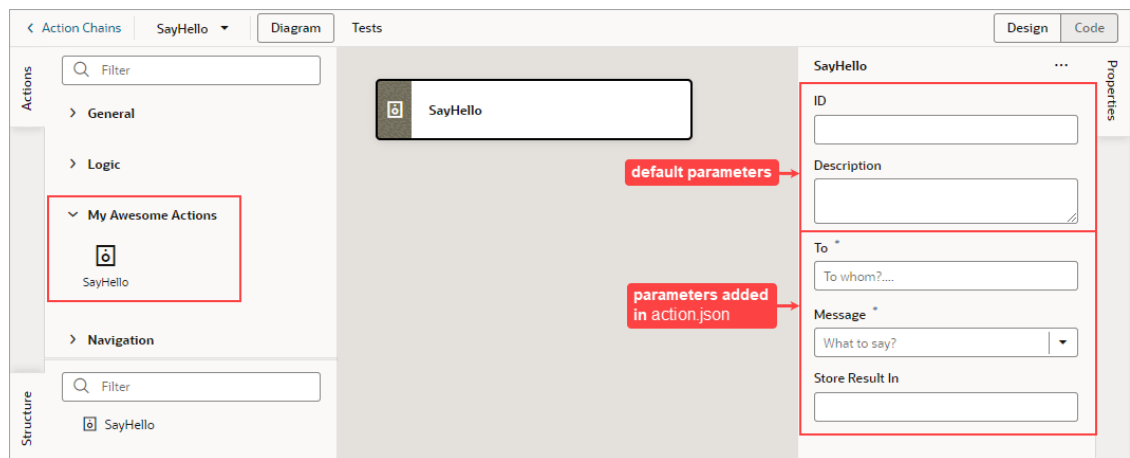 Action Chains
SayHello
Diagram
Tests
Design
Code
Actions
Filter
General
Logic
My Awesome Actions
SayHello
Navigation
Structure
Filter
SayHello
SayHello
default parameters
parameters added
in action.json
SayHello
...
Properties
ID
Description
To *
To whom?....
Message *
What to say?
Store Result In